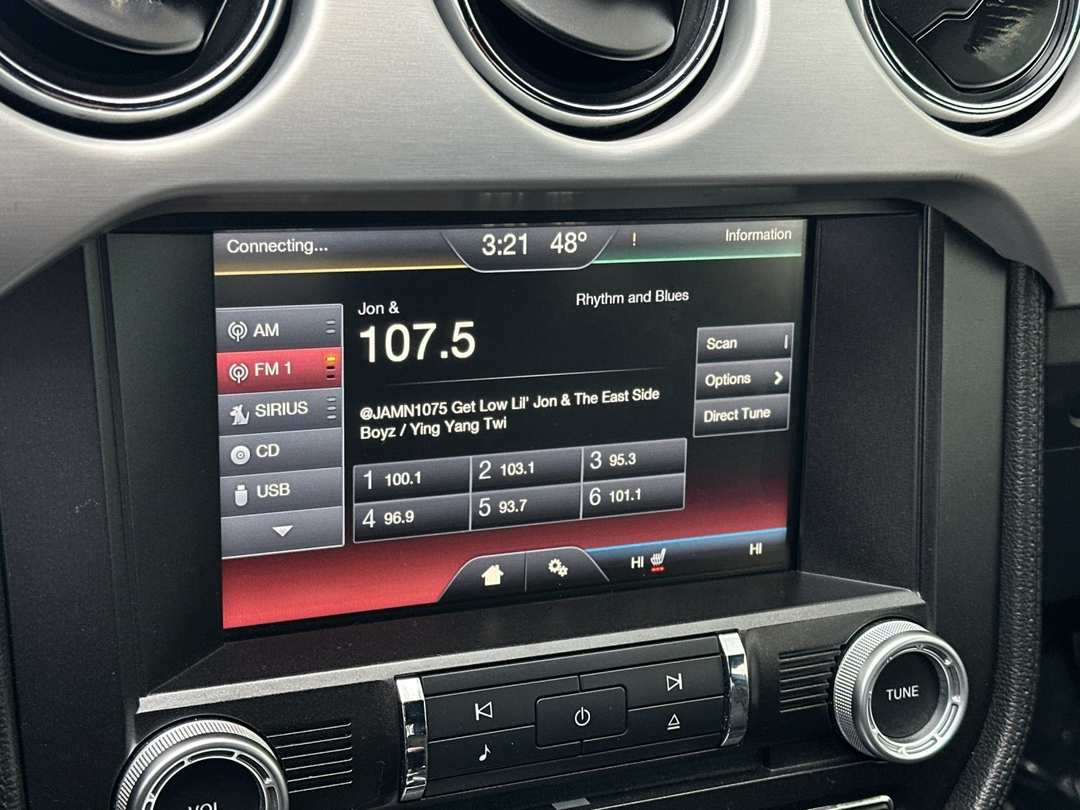 Connecting...
3:21 48°
!
Information
Jon &
Rhythm and Blues
107.5
AM
FM 1
SIRIUS
CD
USB
Scan
Options
Direct Tune
@JAMN1075 Get Low Lil' Jon & The East Side
Boyz / Ying Yang Twi
1 100.1
2 103.1
3 95.3
4 96.9
5 93.7
6 101.1
HI
HI
TUNE
VOL